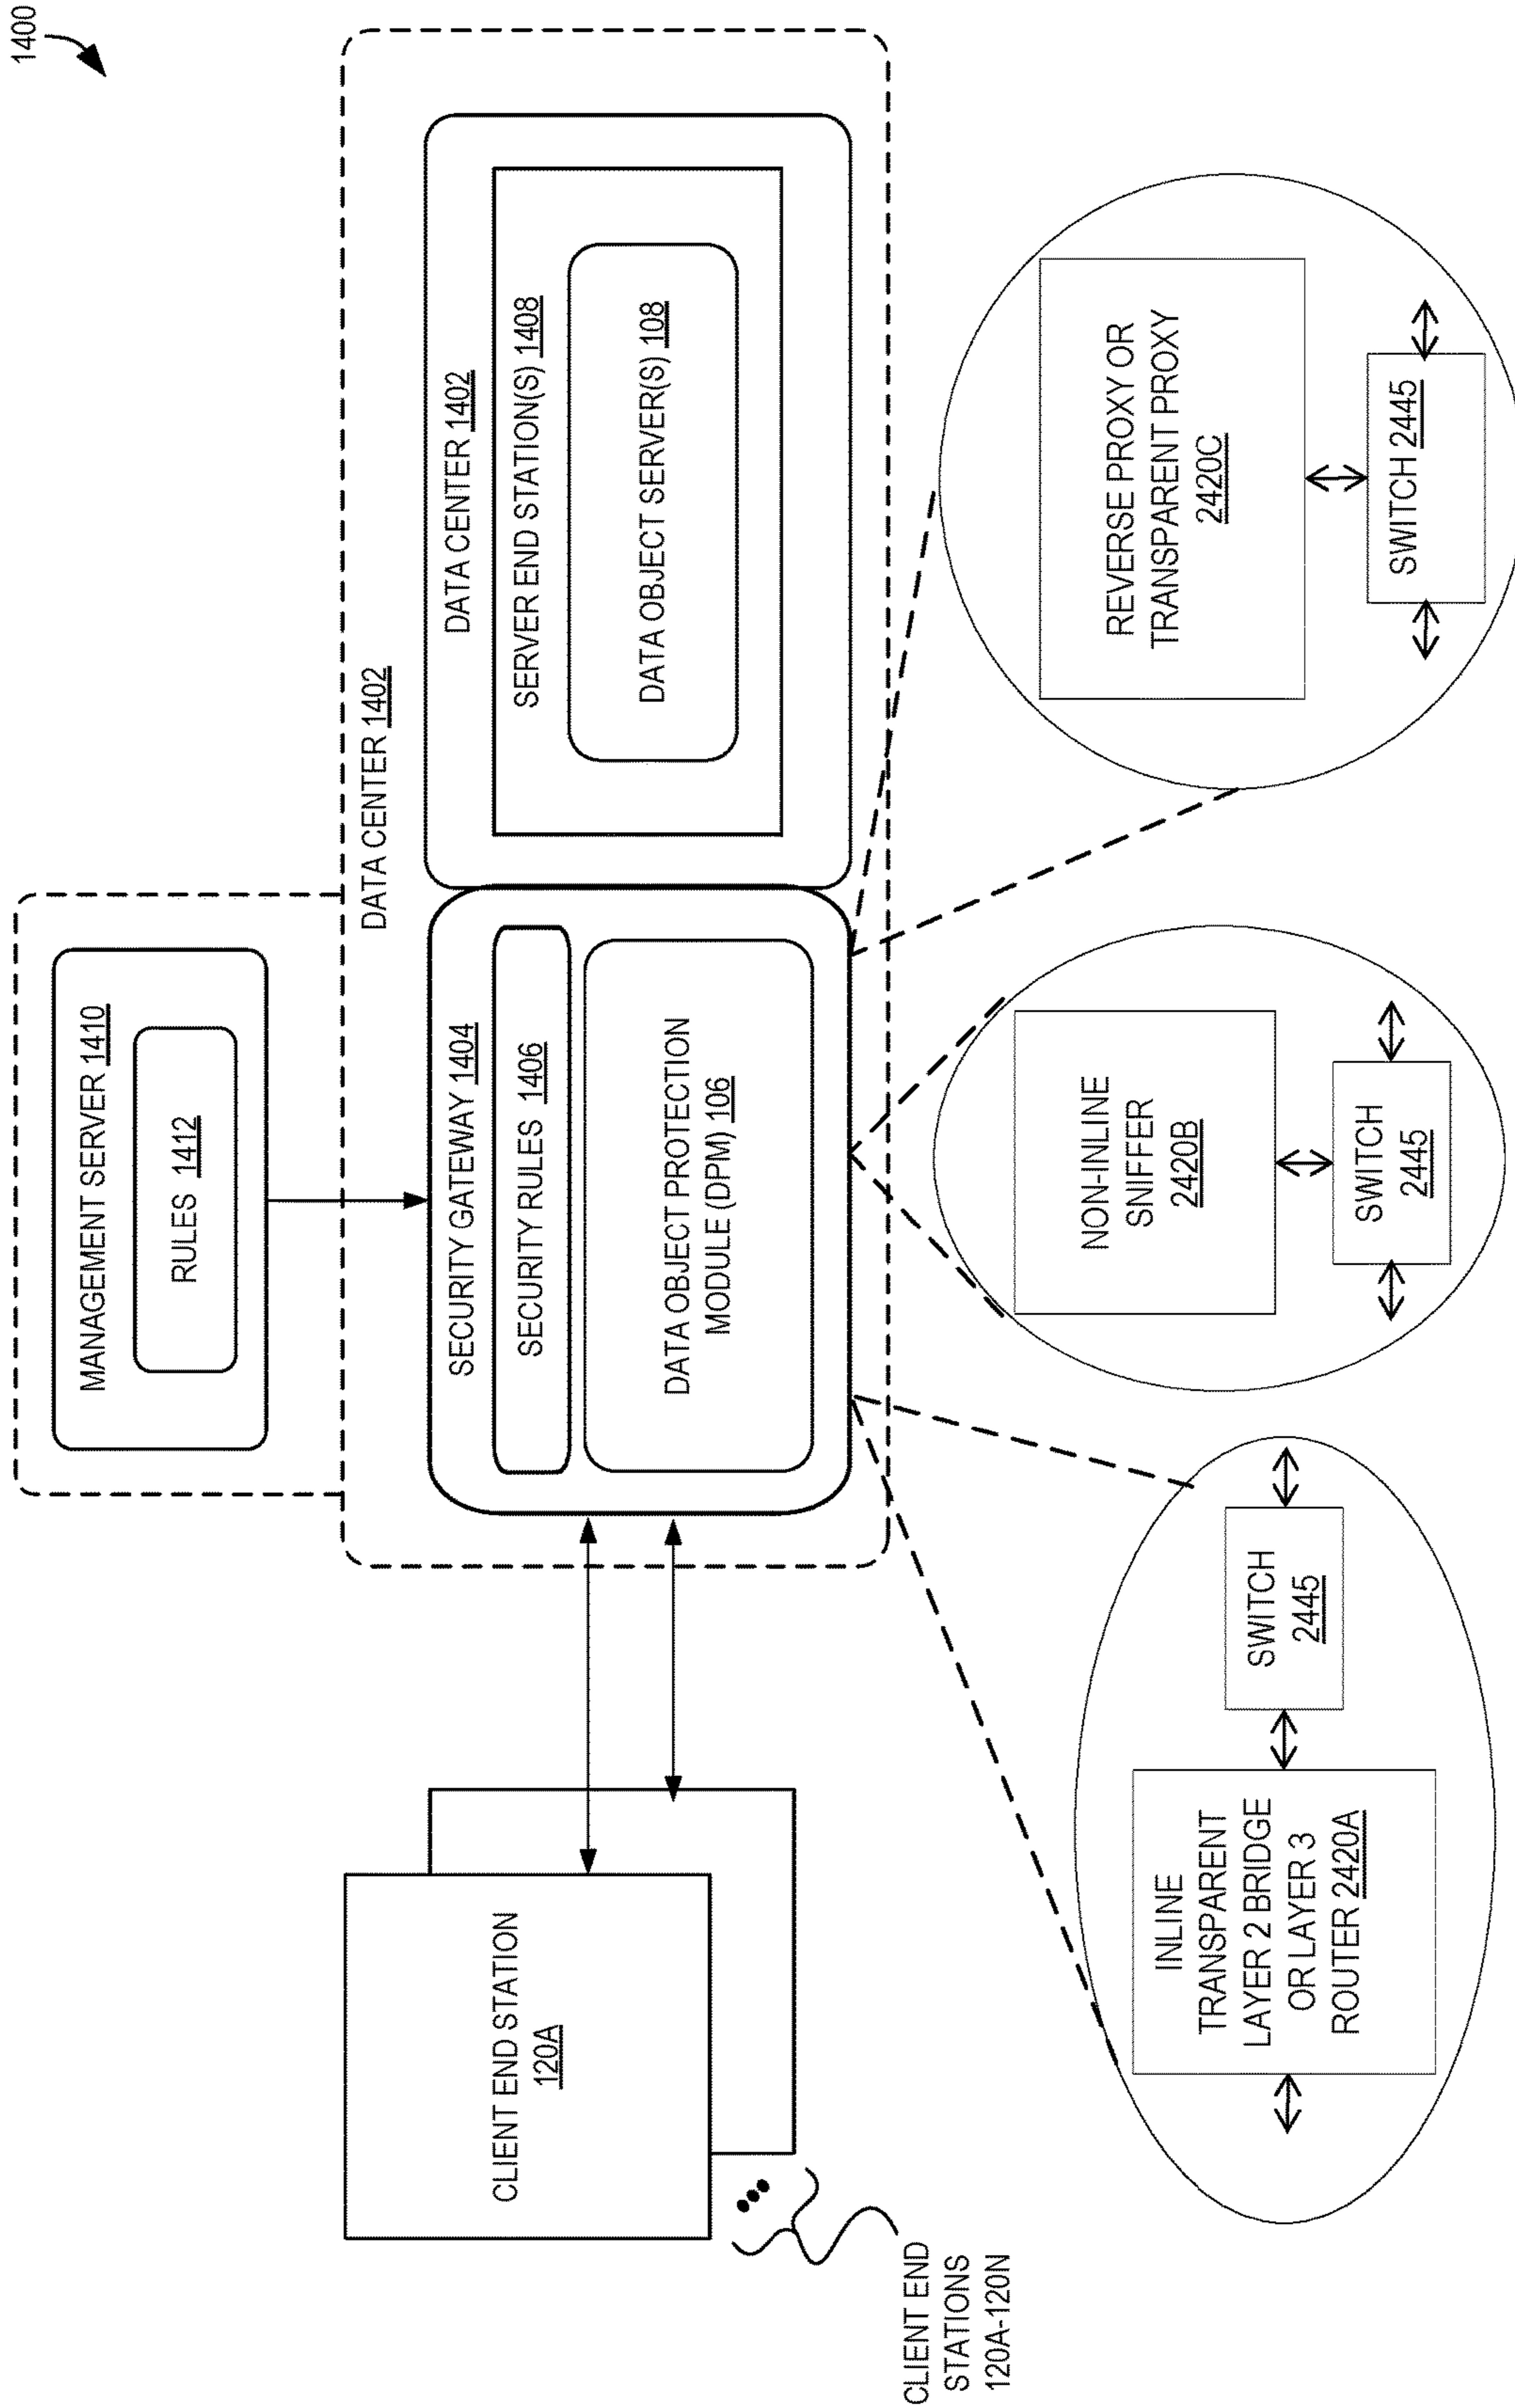 1400
MANAGEMENT SERVER 1410
RULES 1412
DATA CENTER 1402
SECURITY GATEWAY 1404
SECURITY RULES 1406
DATA OBJECT PROTECTION
MODULE (DPM) 106
DATA CENTER 1402
SERVER END STATION(S) 1408
DATA OBJECT SERVER(S) 108
CLIENT END STATION
120A
CLIENT END
STATIONS
120A-120N
INLINE
TRANSPARENT
LAYER 2 BRIDGE
OR LAYER 3
ROUTER 2420A
SWITCH
2445
NON-INLINE
SNIFFER
2420B
SWITCH
2445
REVERSE PROXY OR
TRANSPARENT PROXY
2420C
SWITCH 2445